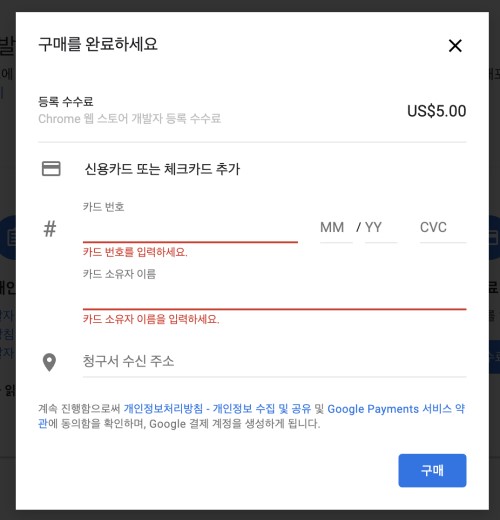 구매를 완료하세요
등록 수수료
US$5.00
Chrome 웹 스토어 개발자 등록 수수료
신용카드 또는 체크카드 추가
카드 번호
# MM / YY CVC
카드 번호를 입력하세요.
카드 소유자 이름
카드 소유자 이름을 입력하세요.
청구서 수신 주소
계속 진행함으로써 개인정보처리방침 - 개인정보 수집 및 공유 및 Google Payments 서비스 약
관에 동의함을 확인하며, Google 결제 계정을 생성하게 됩니다.
구매